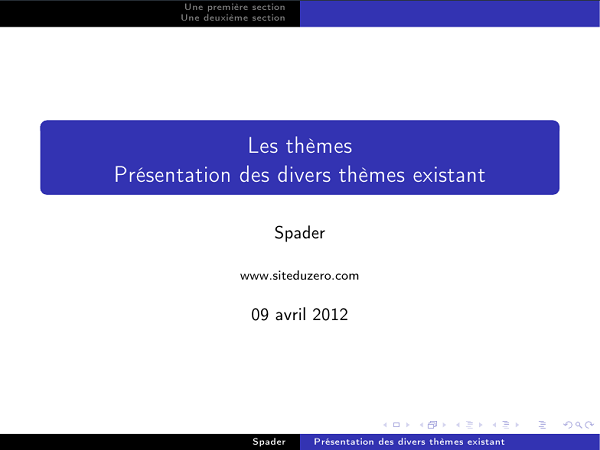 Une première section
Une deuxième section
Les thèmes
Présentation des divers thèmes existant
Spader
www.siteduzero.com
09 avril 2012
Spader
Présentation des divers thèmes existant